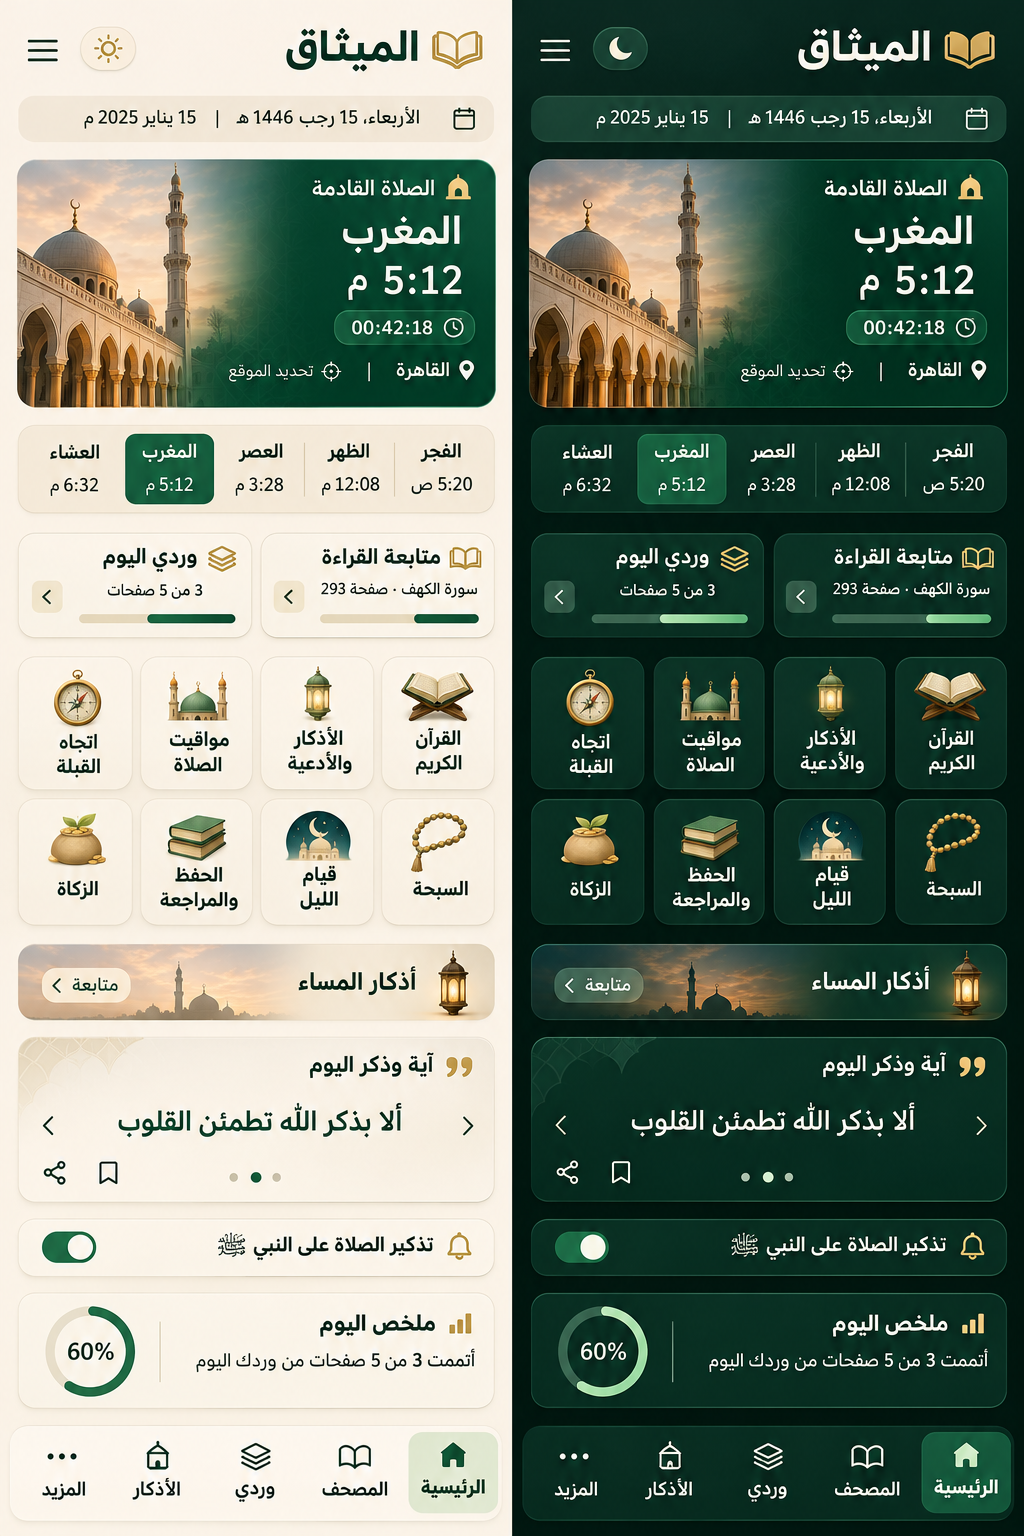 الميثاق
الأربعاء، 15 رجب 1446 هـ | 15 يناير 2025 م
الصلاة القادمة
المغرب
5:12 م
00:42:18
القاهرة | تحديد الموقع
الفجر
5:20 ص
الظهر
12:08 م
العصر
3:28 م
المغرب
5:12 م
العشاء
6:32 م
متابعة القراءة
سورة الكهف · صفحة 293
وردي اليوم
3 من 5 صفحات
القرآن
الكريم
الأذكار
والأدعية
مواقيت
الصلاة
اتجاه
القبلة
السبحة
قيام
الليل
الحفظ
والمراجعة
الزكاة
أذكار المساء
متابعة
آية وذكر اليوم
ألا بذكر الله تطمئن القلوب
تذكير الصلاة على النبي ﷺ
ملخص اليوم
أتممت 3 من 5 صفحات من وردك اليوم
60%
الرئيسية
المصحف
وردي
الأذكار
المزيد
الميثاق
الأربعاء، 15 رجب 1446 هـ | 15 يناير 2025 م
الصلاة القادمة
المغرب
5:12 م
00:42:18
القاهرة | تحديد الموقع
الفجر
5:20 ص
الظهر
12:08 م
العصر
3:28 م
المغرب
5:12 م
العشاء
6:32 م
متابعة القراءة
سورة الكهف · صفحة 293
وردي اليوم
3 من 5 صفحات
القرآن
الكريم
الأذكار
والأدعية
مواقيت
الصلاة
اتجاه
القبلة
السبحة
قيام
الليل
الحفظ
والمراجعة
الزكاة
أذكار المساء
متابعة
آية وذكر اليوم
ألا بذكر الله تطمئن القلوب
تذكير الصلاة على النبي ﷺ
ملخص اليوم
أتممت 3 من 5 صفحات من وردك اليوم
60%
الرئيسية
المصحف
وردي
الأذكار
المزيد